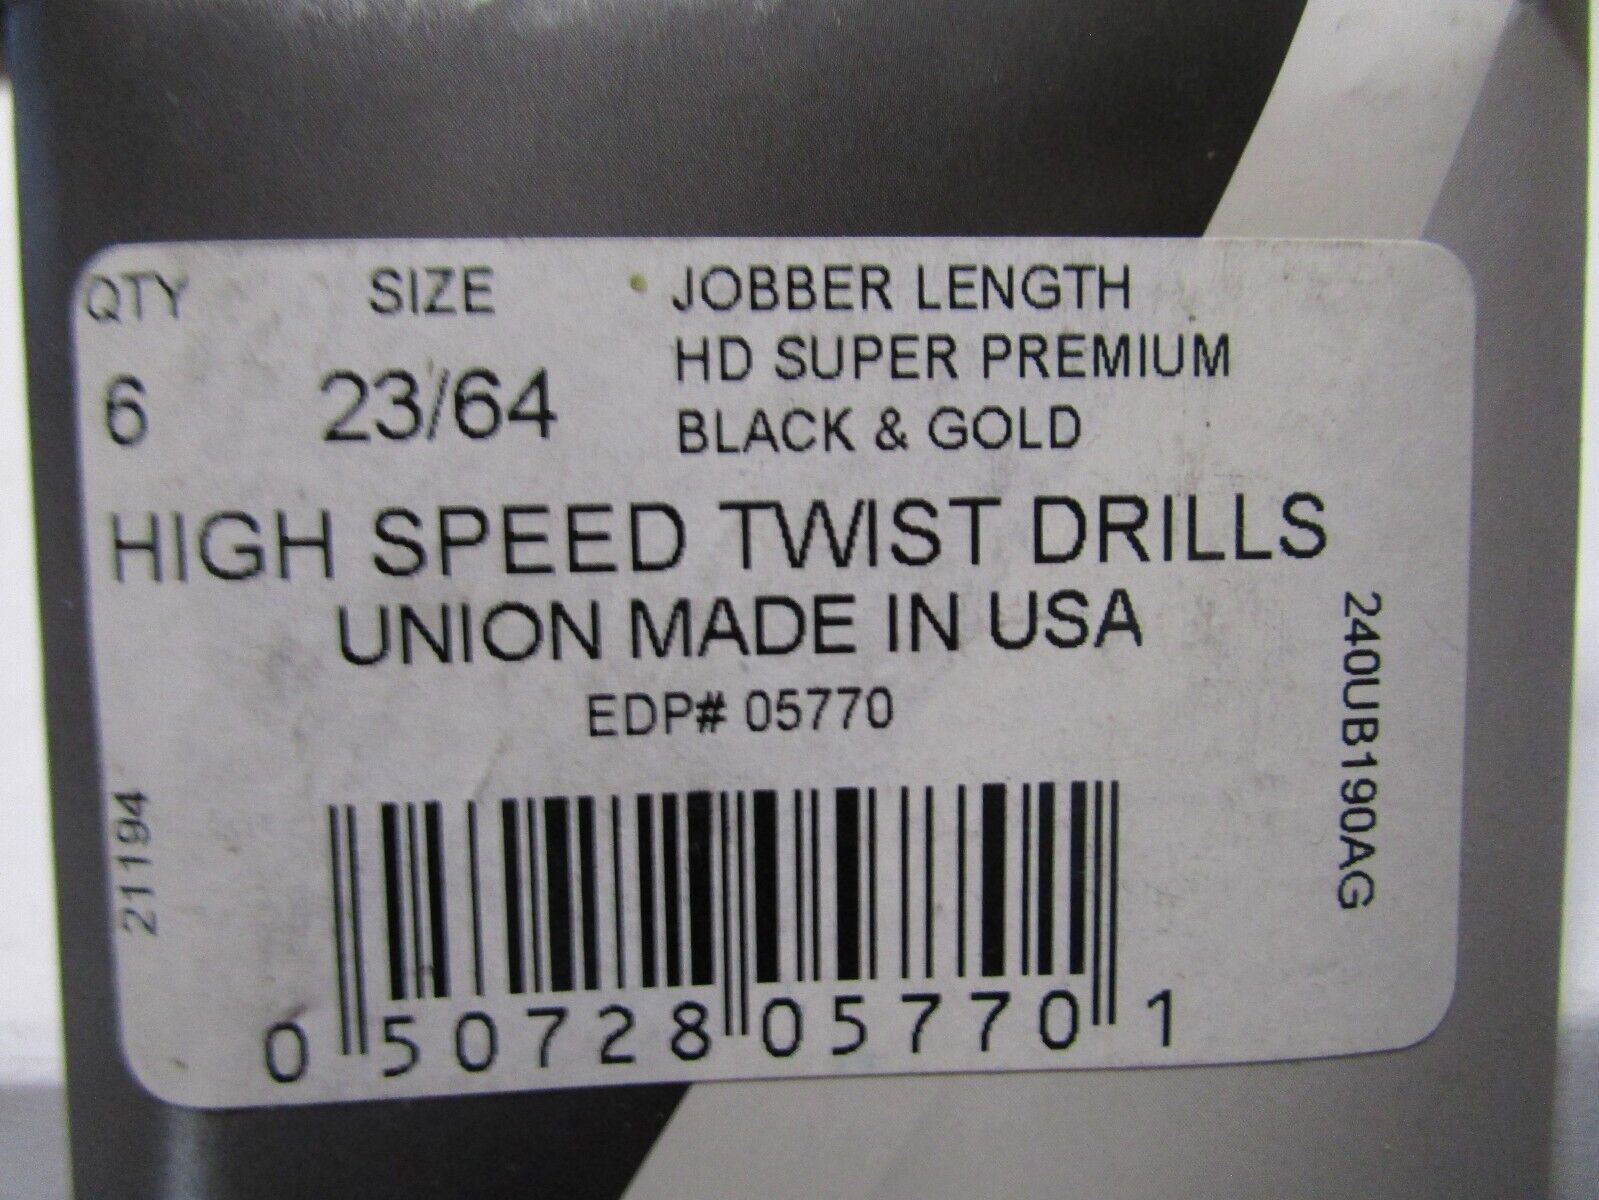 QTY SIZE JOBBER LENGTH
HD SUPER PREMIUM
6 23/64 BLACK & GOLD
HIGH SPEED TWIST DRILLS
UNION MADE IN USA
EDP# 05770
240UB190AG
21194
0 50728 05770 1